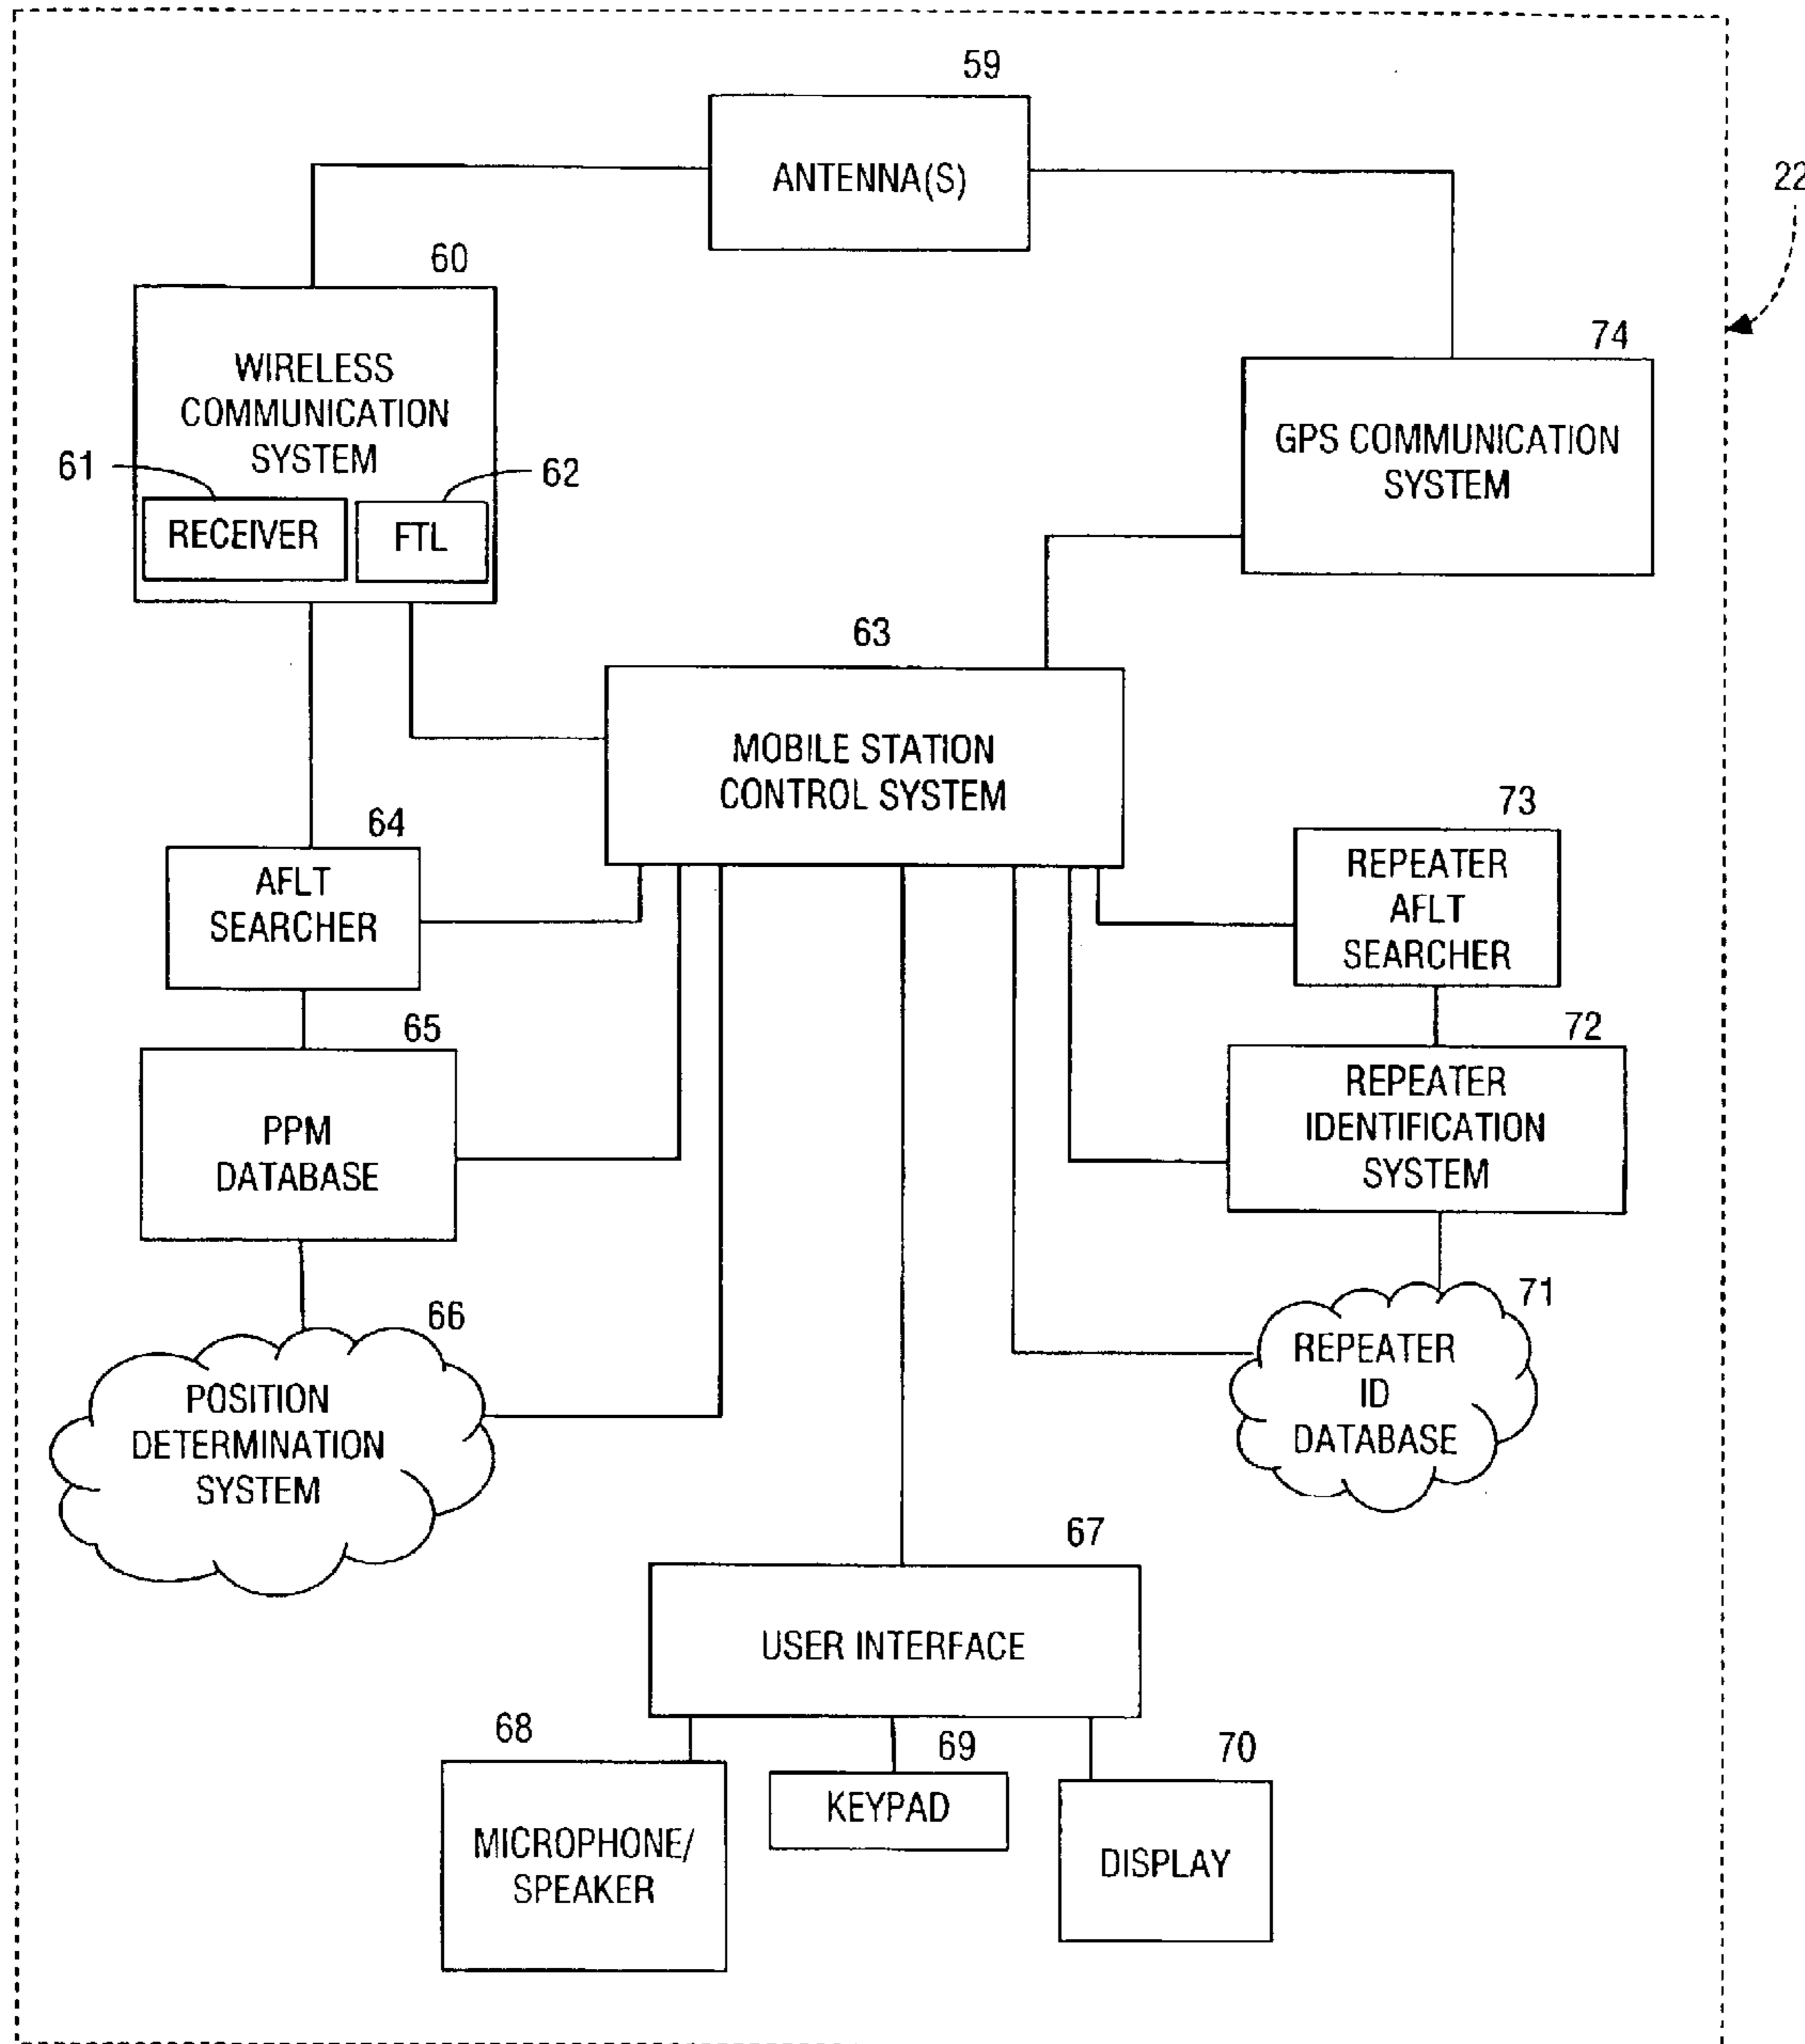 59
ANTENNA(S)
22
60
WIRELESS
COMMUNICATION
SYSTEM
61
62
RECEIVER
FTL
74
GPS COMMUNICATION
SYSTEM
63
MOBILE STATION
CONTROL SYSTEM
64
AFLT
SEARCHER
73
REPEATER
AFLT
SEARCHER
65
PPM
DATABASE
72
REPEATER
IDENTIFICATION
SYSTEM
66
POSITION
DETERMINATION
SYSTEM
71
REPEATER
ID
DATABASE
67
USER INTERFACE
68
MICROPHONE/
SPEAKER
69
KEYPAD
70
DISPLAY